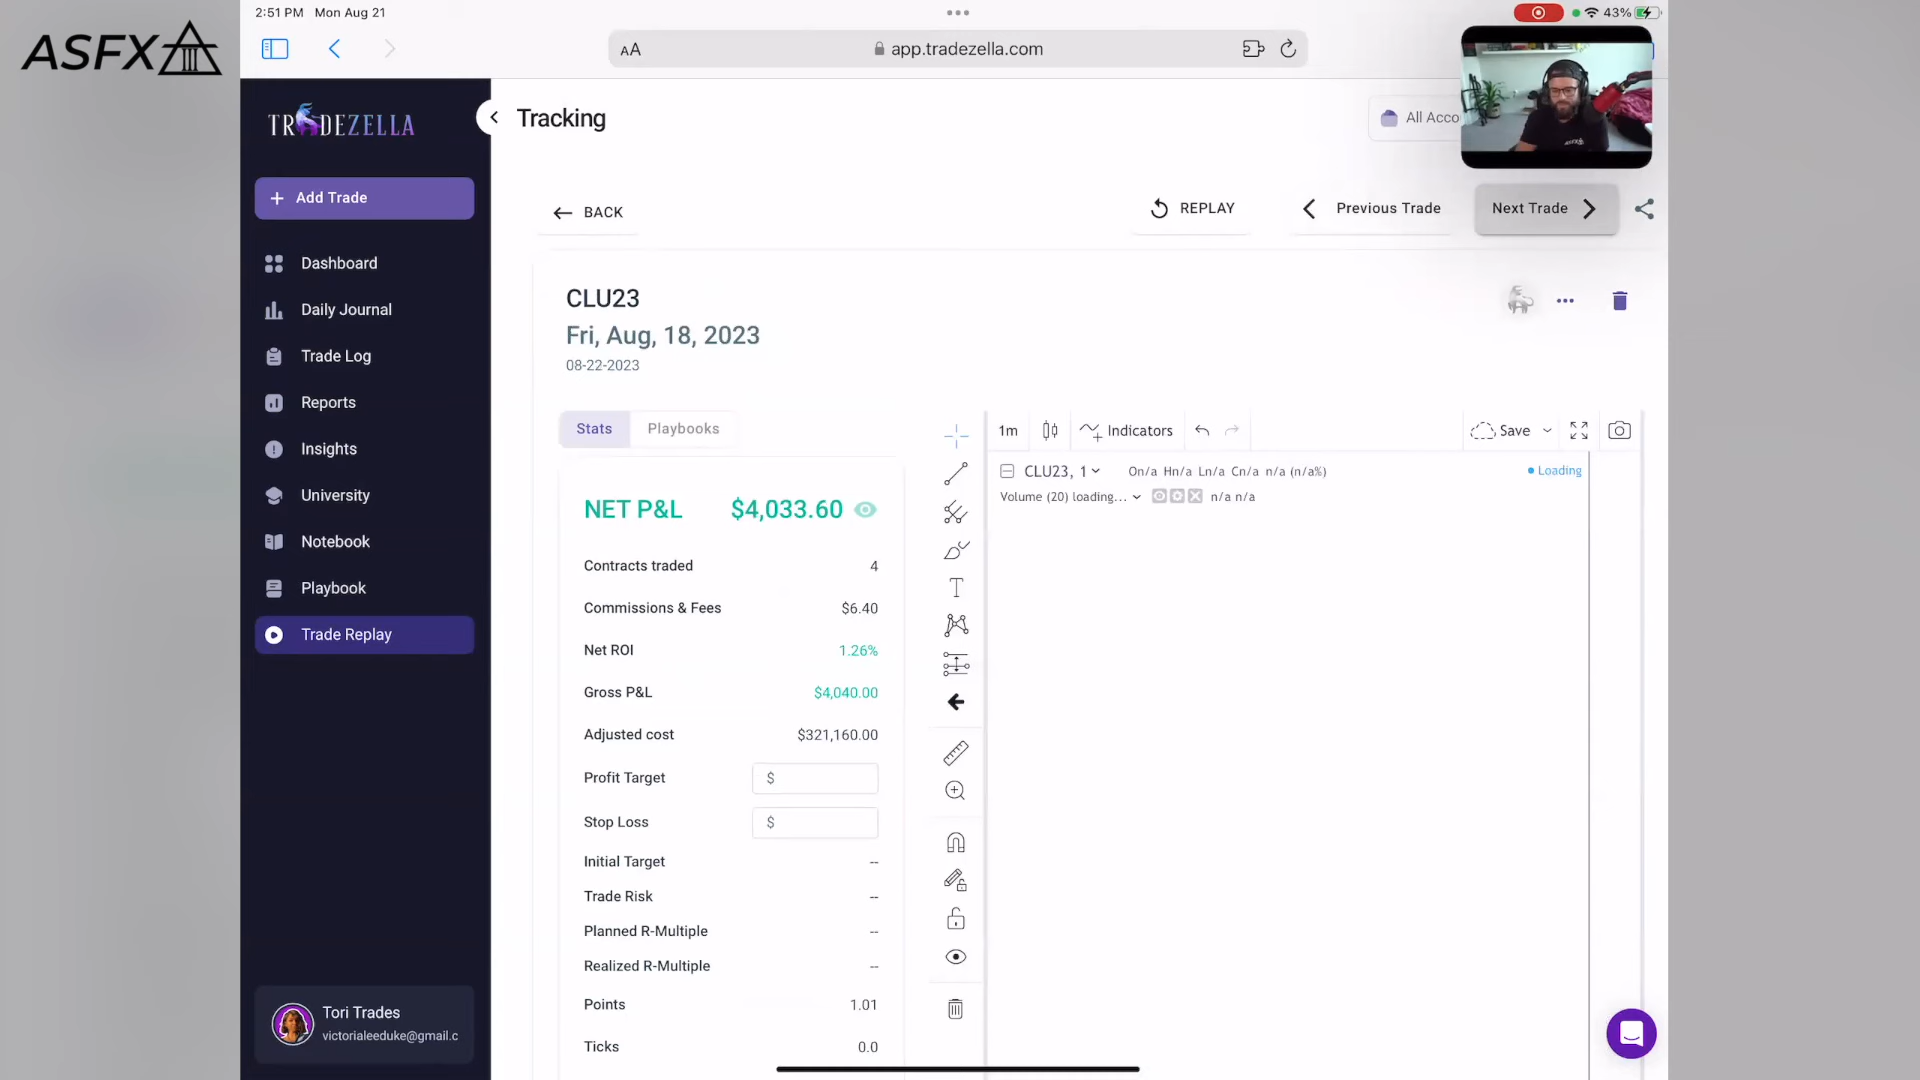 2:51 PM Mon Aug 21
43%
ASFX
AA
app.tradezella.com
TRADEZELLA
Tracking
All Acco
Add Trade
BACK
REPLAY
Previous Trade
Next Trade
Dashboard
Daily Journal
Trade Log
Reports
Insights
University
Notebook
Playbook
Trade Replay
CLU23
Fri, Aug, 18, 2023
08-22-2023
Stats
Playbooks
1m
Indicators
Save
CLU23, 1
On/a Hn/a Ln/a Cn/a n/a (n/a%)
Loading
Volume (20) loading...
n/a n/a
NET P&L $4,033.60
Contracts traded 4
Commissions & Fees $6.40
Net ROI 1.26%
Gross P&L $4,040.00
Adjusted cost $321,160.00
Profit Target $
Stop Loss $
Initial Target --
Trade Risk --
Planned R-Multiple --
Realized R-Multiple --
Points 1.01
Ticks 0.0
Tori Trades
victorialeeduke@gmail.c